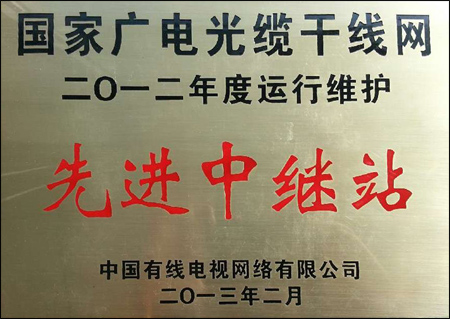 国家广电光缆干线网
二O一二年度运行维护
先进中继站
中国有线电视网络有限公司
二O一三年二月